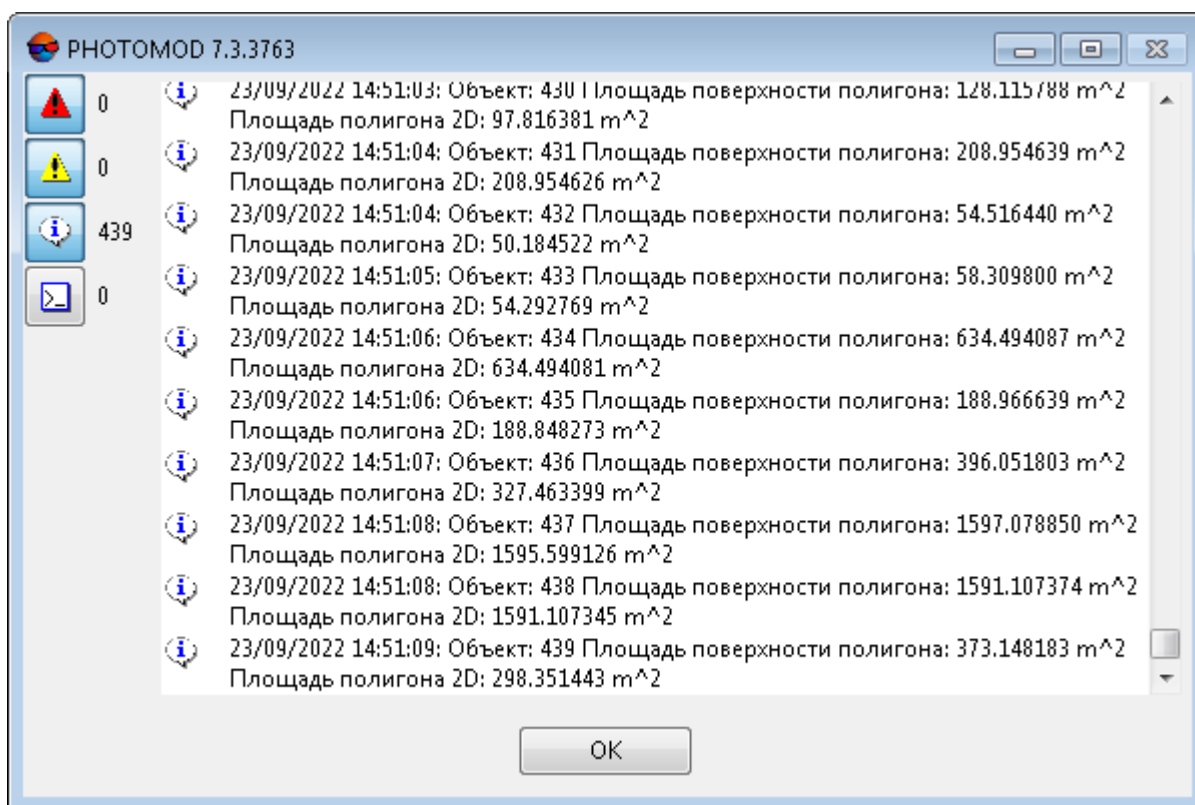 PHOTOMOD 7.3.3763
0
0
439
0
23/09/2022 14:51:03: Объект: 430 Площадь поверхности полигона: 128.115788 m^2
Площадь полигона 2D: 97.816381 m^2
23/09/2022 14:51:04: Объект: 431 Площадь поверхности полигона: 208.954639 m^2
Площадь полигона 2D: 208.954626 m^2
23/09/2022 14:51:04: Объект: 432 Площадь поверхности полигона: 54.516440 m^2
Площадь полигона 2D: 50.184522 m^2
23/09/2022 14:51:05: Объект: 433 Площадь поверхности полигона: 58.309800 m^2
Площадь полигона 2D: 54.292769 m^2
23/09/2022 14:51:06: Объект: 434 Площадь поверхности полигона: 634.494087 m^2
Площадь полигона 2D: 634.494081 m^2
23/09/2022 14:51:06: Объект: 435 Площадь поверхности полигона: 188.966639 m^2
Площадь полигона 2D: 188.848273 m^2
23/09/2022 14:51:07: Объект: 436 Площадь поверхности полигона: 396.051803 m^2
Площадь полигона 2D: 327.463399 m^2
23/09/2022 14:51:08: Объект: 437 Площадь поверхности полигона: 1597.078850 m^2
Площадь полигона 2D: 1595.599126 m^2
23/09/2022 14:51:08: Объект: 438 Площадь поверхности полигона: 1591.107374 m^2
Площадь полигона 2D: 1591.107345 m^2
23/09/2022 14:51:09: Объект: 439 Площадь поверхности полигона: 373.148183 m^2
Площадь полигона 2D: 298.351443 m^2
OK